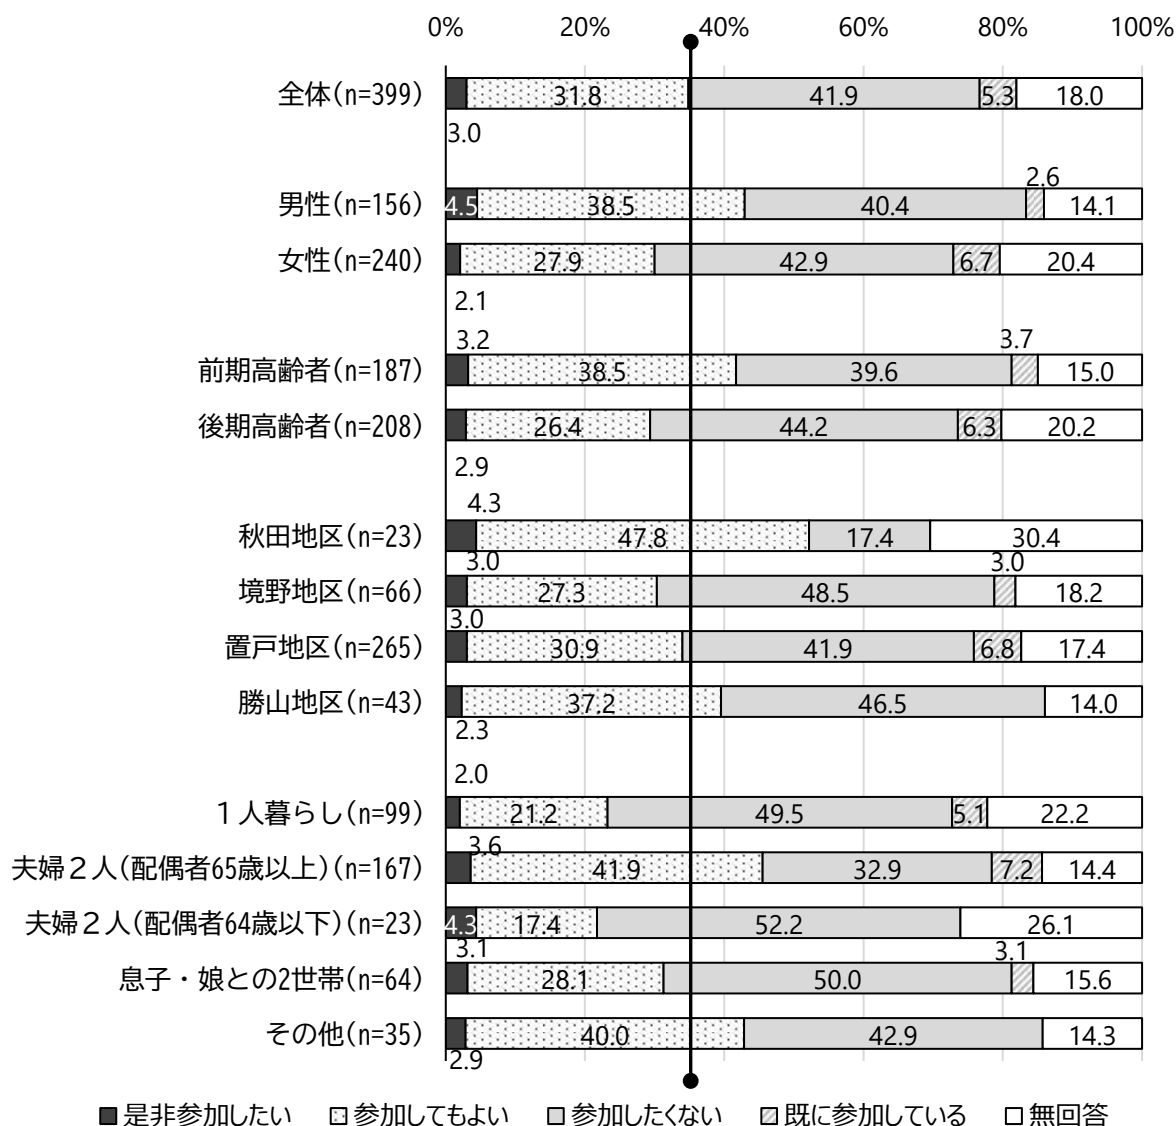 0% 20% 40% 60% 80% 100%
全体(n=399) 31.8 41.9 5.3 18.0
3.0
2.6
男性(n=156) 4.5 38.5 40.4 14.1
女性(n=240) 27.9 42.9 6.7 20.4
2.1
3.2 3.7
前期高齢者(n=187) 38.5 39.6 15.0
後期高齢者(n=208) 26.4 44.2 6.3 20.2
2.9
4.3
秋田地区(n=23) 47.8 17.4 30.4
3.0 3.0
境野地区(n=66) 27.3 48.5 18.2
3.0
置戸地区(n=265) 30.9 41.9 6.8 17.4
勝山地区(n=43) 37.2 46.5 14.0
2.3
2.0
１人暮らし(n=99) 21.2 49.5 5.1 22.2
3.6
夫婦２人(配偶者65歳以上)(n=167) 41.9 32.9 7.2 14.4
夫婦２人(配偶者64歳以下)(n=23) 4.3 17.4 52.2 26.1
3.1 3.1
息子・娘との2世帯(n=64) 28.1 50.0 15.6
その他(n=35) 40.0 42.9 14.3
2.9
是非参加したい 参加してもよい 参加したくない 既に参加している 無回答